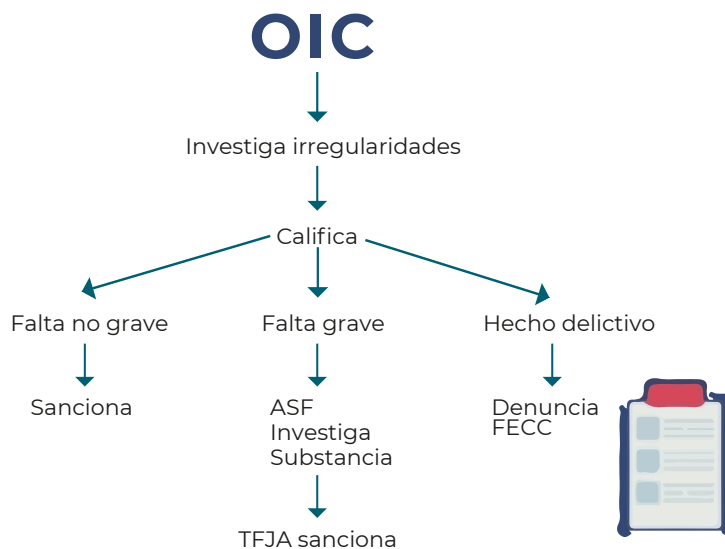 OIC
Investiga irregularidades
Califica
Falta no grave
Falta grave
Hecho delictivo
Sanciona
ASF
Investiga
Substancia
Denuncia
FECC
TFJA sanciona